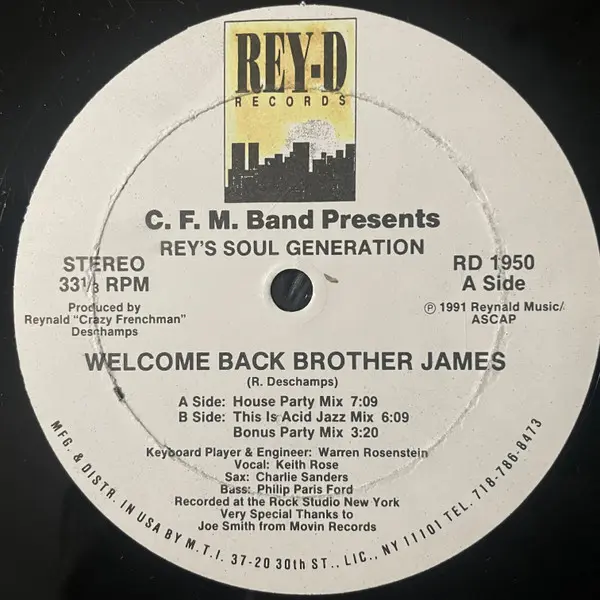 REY-D
RECORDS
C. F. M. Band Presents
REY'S SOUL GENERATION
STEREO
33 1/3 RPM
Produced by
Reynald "Crazy Frenchman"
Deschamps
RD 1950
A Side
℗ 1991 Reynald Music/
ASCAP
WELCOME BACK BROTHER JAMES
(R. Deschamps)
A Side: House Party Mix 7:09
B Side: This Is Acid Jazz Mix 6:09
Bonus Party Mix 3:20
Keyboard Player & Engineer: Warren Rosenstein
Vocal: Keith Rose
Sax: Charlie Sanders
Bass: Philip Paris Ford
Recorded at the Rock Studio New York
Very Special Thanks to
Joe Smith from Movin Records
MFG. & DISTR. IN USA BY M.T.I. 37-20 30th ST., LIC., NY 11101 TEL. 718-786-8473